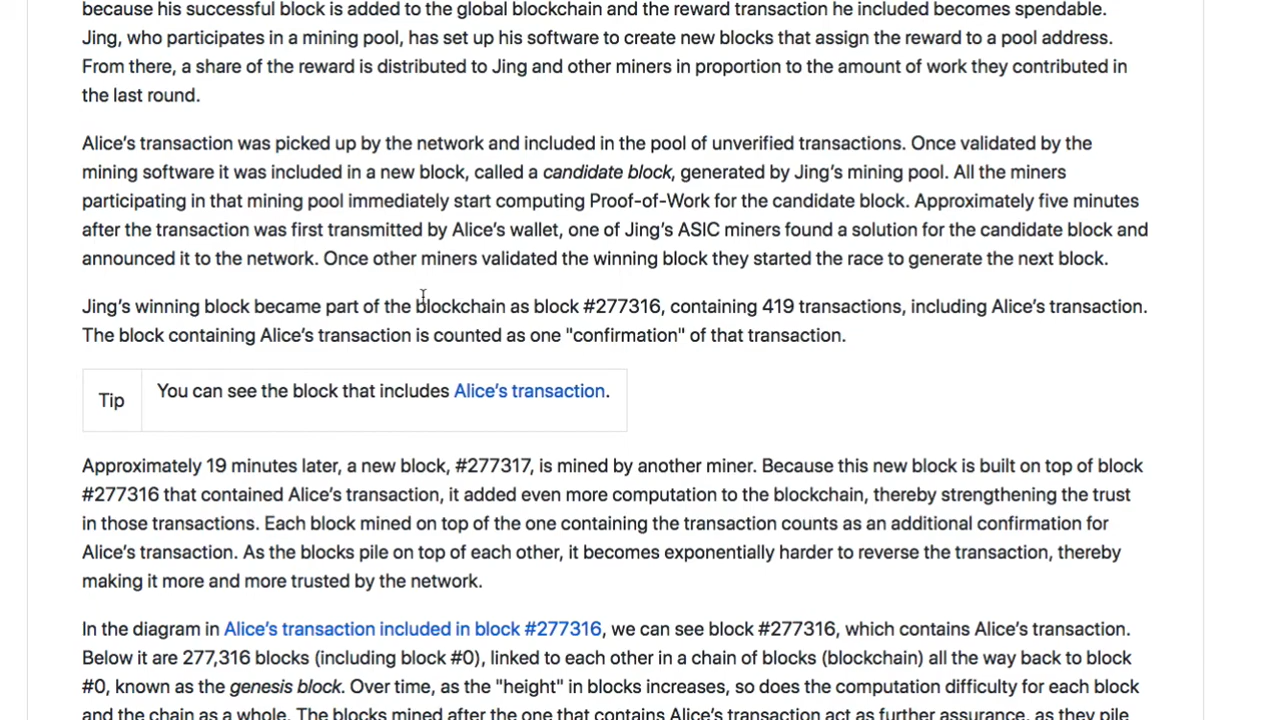 because his successful block is added to the global blockchain and the reward transaction he included becomes spendable.
Jing, who participates in a mining pool, has set up his software to create new blocks that assign the reward to a pool address.
From there, a share of the reward is distributed to Jing and other miners in proportion to the amount of work they contributed in
the last round.
Alice’s transaction was picked up by the network and included in the pool of unverified transactions. Once validated by the
mining software it was included in a new block, called a candidate block, generated by Jing’s mining pool. All the miners
participating in that mining pool immediately start computing Proof-of-Work for the candidate block. Approximately five minutes
after the transaction was first transmitted by Alice’s wallet, one of Jing’s ASIC miners found a solution for the candidate block and
announced it to the network. Once other miners validated the winning block they started the race to generate the next block.
Jing’s winning block became part of the blockchain as block #277316, containing 419 transactions, including Alice’s transaction.
The block containing Alice’s transaction is counted as one "confirmation" of that transaction.
Tip
You can see the block that includes Alice’s transaction.
Approximately 19 minutes later, a new block, #277317, is mined by another miner. Because this new block is built on top of block
#277316 that contained Alice’s transaction, it added even more computation to the blockchain, thereby strengthening the trust
in those transactions. Each block mined on top of the one containing the transaction counts as an additional confirmation for
Alice’s transaction. As the blocks pile on top of each other, it becomes exponentially harder to reverse the transaction, thereby
making it more and more trusted by the network.
In the diagram in Alice’s transaction included in block #277316, we can see block #277316, which contains Alice’s transaction.
Below it are 277,316 blocks (including block #0), linked to each other in a chain of blocks (blockchain) all the way back to block
#0, known as the genesis block. Over time, as the "height" in blocks increases, so does the computation difficulty for each block
and the chain as a whole. The blocks mined after the one that contains Alice’s transaction act as further assurance, as they pile